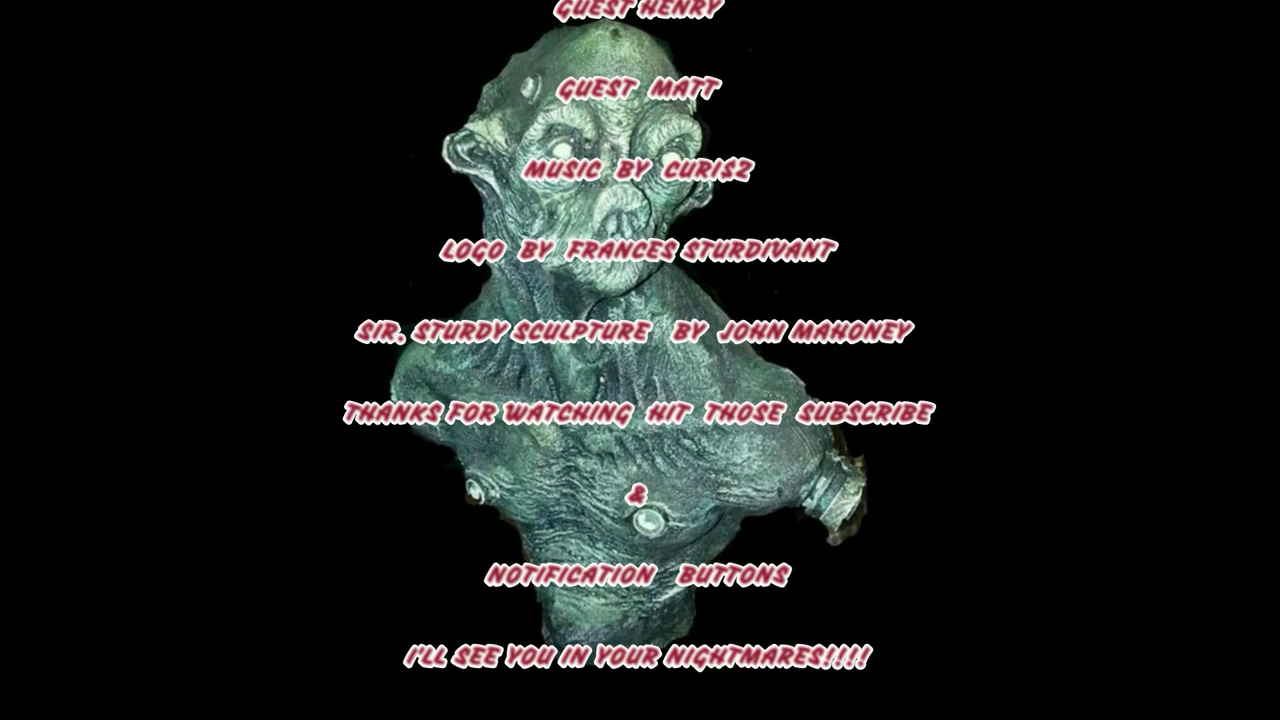 GUEST HENRY
GUEST MATT
MUSIC BY CURI$Z
LOGO BY FRANCES STURDIVANT
SIR. STURDY SCULPTURE BY JOHN MAHONEY
THANKS FOR WATCHING HIT THOSE SUBSCRIBE
&
NOTIFICATION BUTTONS
I'LL SEE YOU IN YOUR NIGHTMARES!!!!